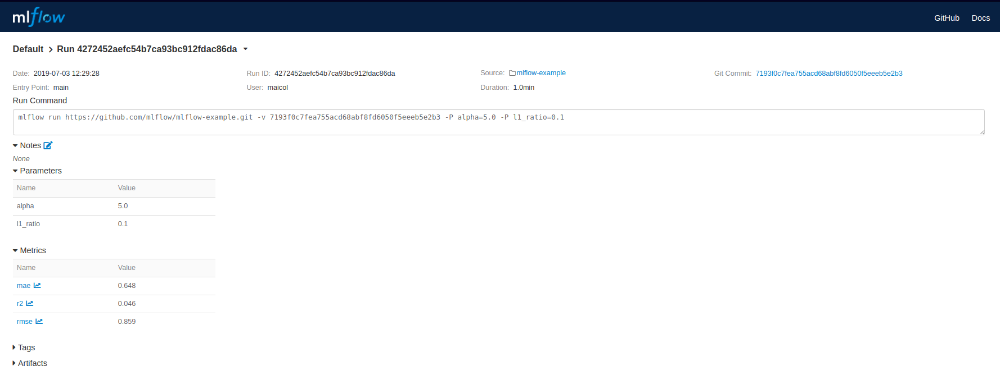 mlflow GitHub Docs
Default > Run 4272452aefc54b7ca93bc912fdac86da
Date: 2019-07-03 12:29:28 Run ID: 4272452aefc54b7ca93bc912fdac86da Source: mlflow-example Git Commit: 7193f0c7fea755acd68abf8fd6050f5eeeb5e2b3
Entry Point: main User: maicol Duration: 1.0min
Run Command
mlflow run https://github.com/mlflow/mlflow-example.git -v 7193f0c7fea755acd68abf8fd6050f5eeeb5e2b3 -P alpha=5.0 -P l1_ratio=0.1
Notes
None
Parameters
Name Value
alpha 5.0
l1_ratio 0.1
Metrics
Name Value
mae 0.648
r2 0.046
rmse 0.859
Tags
Artifacts